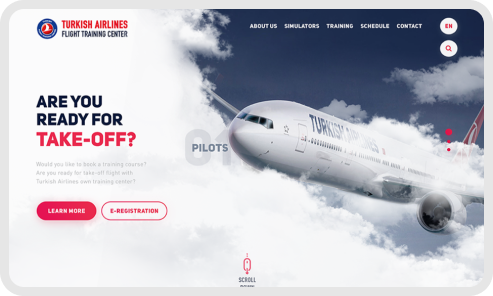 TURKISH AIRLINES
FLIGHT TRAINING CENTER
ABOUT US SIMULATORS TRAINING SCHEDULE CONTACT EN
ARE YOU
READY FOR
TAKE-OFF?
01
PILOTS
TURKISH AIRLINES
Would you like to book a training course?
Are you ready for take-off flight with
Turkish Airlines own training center?
LEARN MORE E-REGISTRATION
SCROLL